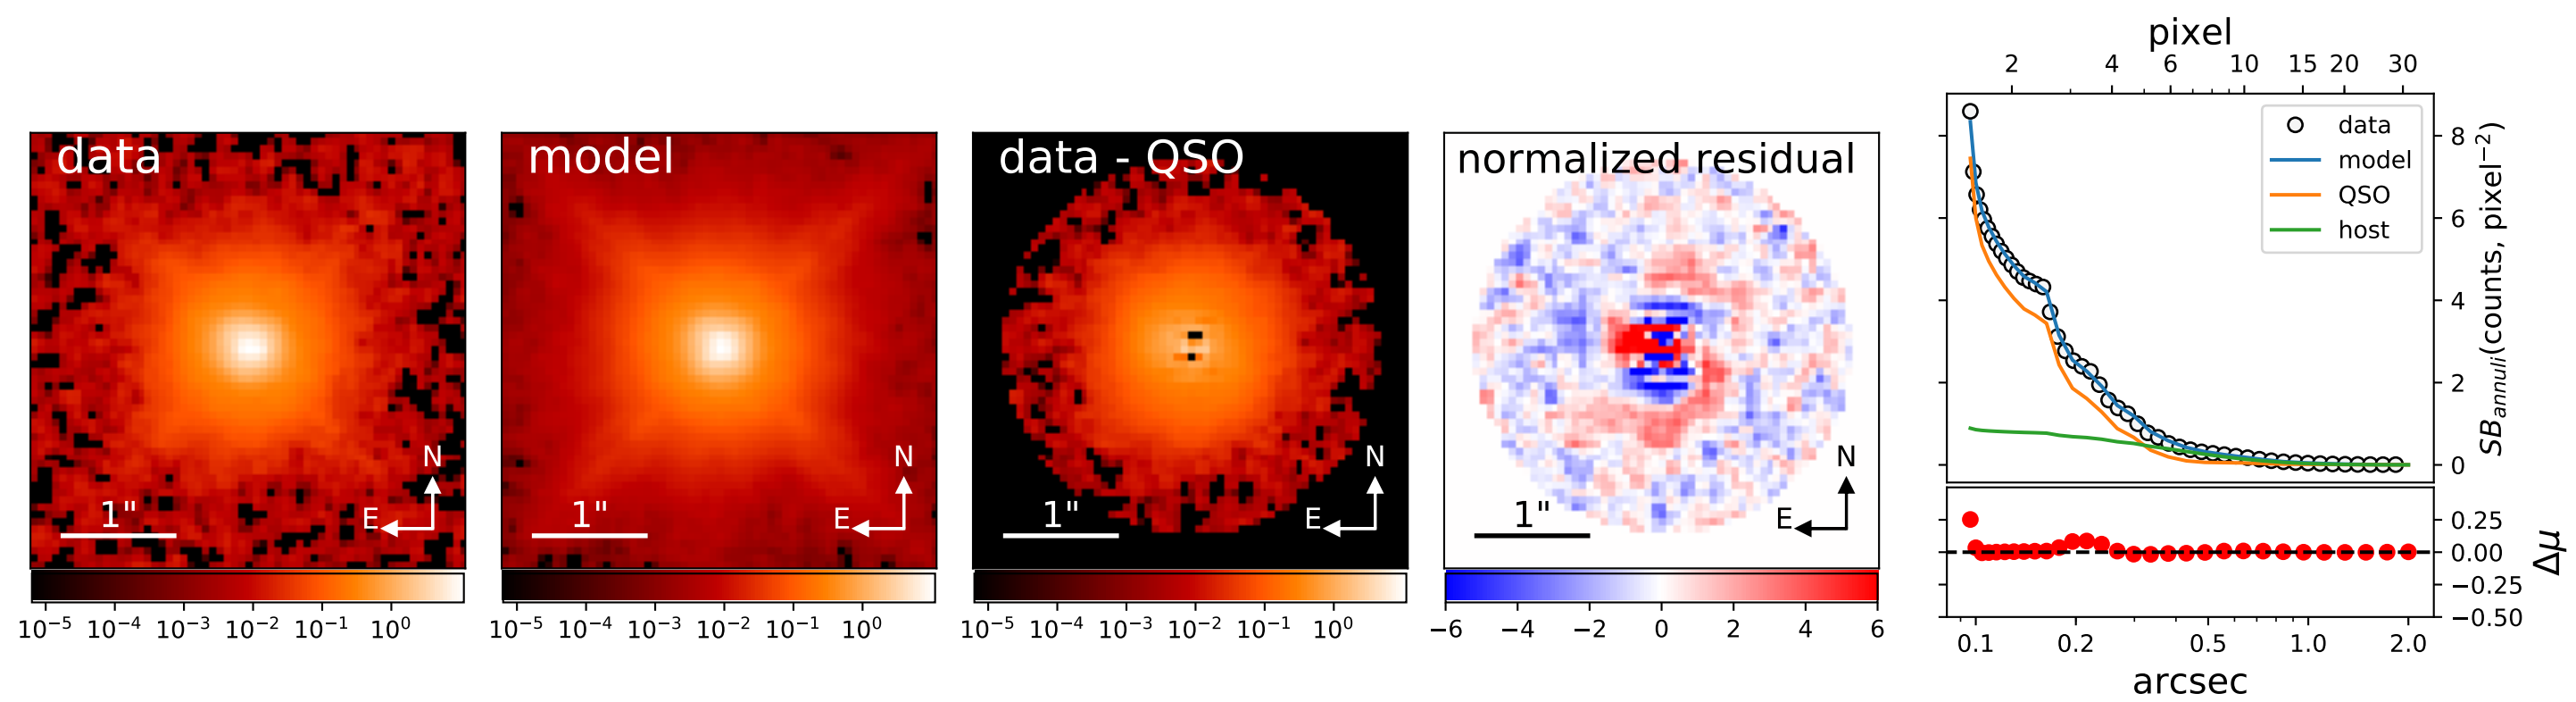 data
N
E
1"
10⁻⁵ 10⁻⁴ 10⁻³ 10⁻² 10⁻¹ 10⁰
model
N
E
1"
10⁻⁵ 10⁻⁴ 10⁻³ 10⁻² 10⁻¹ 10⁰
data - QSO
N
E
1"
10⁻⁵ 10⁻⁴ 10⁻³ 10⁻² 10⁻¹ 10⁰
normalized residual
N
E
1"
−6 −4 −2 0 2 4 6
pixel
2 4 6 10 15 20 30
data
model
QSO
host
8
6
4
2
0
SB_annuli(counts, pixel⁻²)
0.25
0.00
−0.25
−0.50
Δμ
0.1 0.2 0.5 1.0 2.0
arcsec